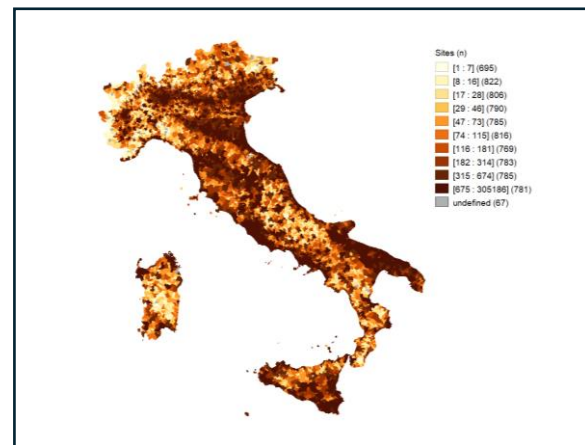 Sites (n)
[1 : 7] (695)
[8 : 16] (822)
[17 : 28] (806)
[29 : 46] (790)
[47 : 73] (785)
[74 : 115] (816)
[116 : 181] (769)
[182 : 314] (783)
[315 : 674] (785)
[675 : 305186] (781)
undefined (67)